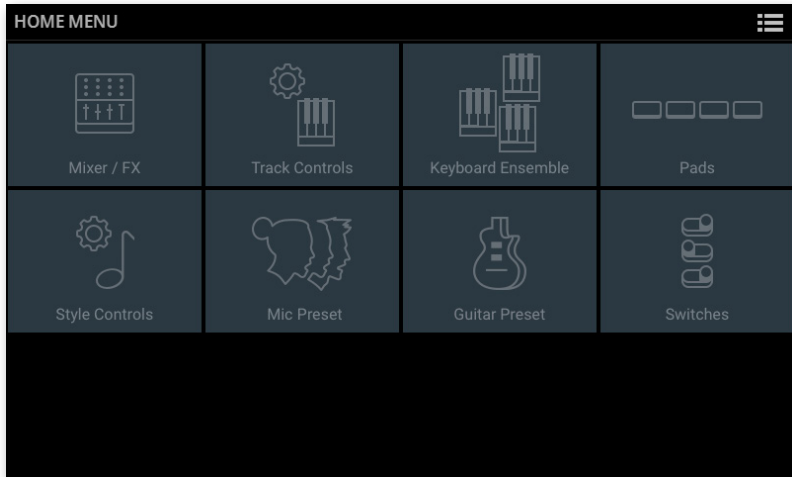 HOME MENU
Mixer / FX
Track Controls
Keyboard Ensemble
Pads
Style Controls
Mic Preset
Guitar Preset
Switches